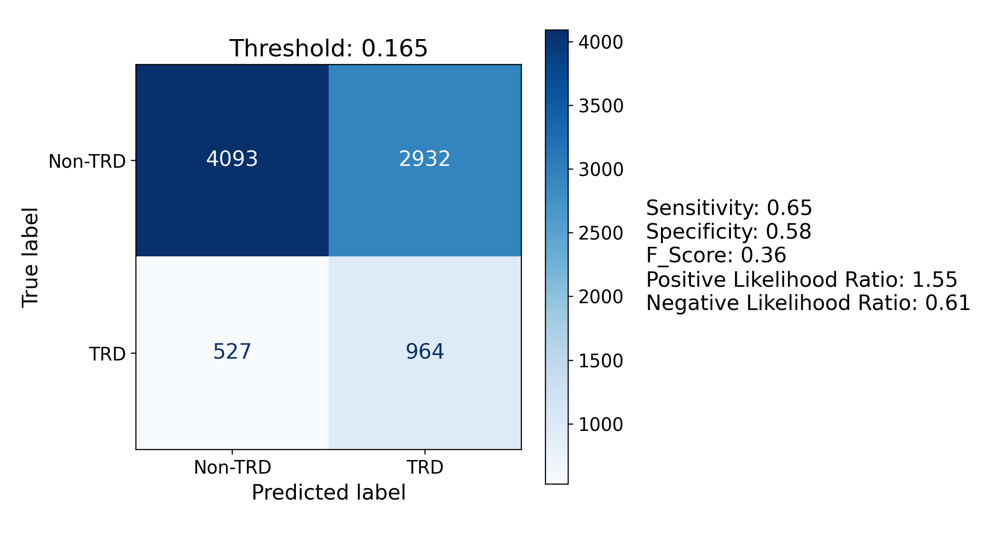 Threshold: 0.165
4093 2932
527 964
Non-TRD
TRD
True label
Non-TRD TRD
Predicted label
4000
3500
3000
2500
2000
1500
1000
Sensitivity: 0.65
Specificity: 0.58
F_Score: 0.36
Positive Likelihood Ratio: 1.55
Negative Likelihood Ratio: 0.61